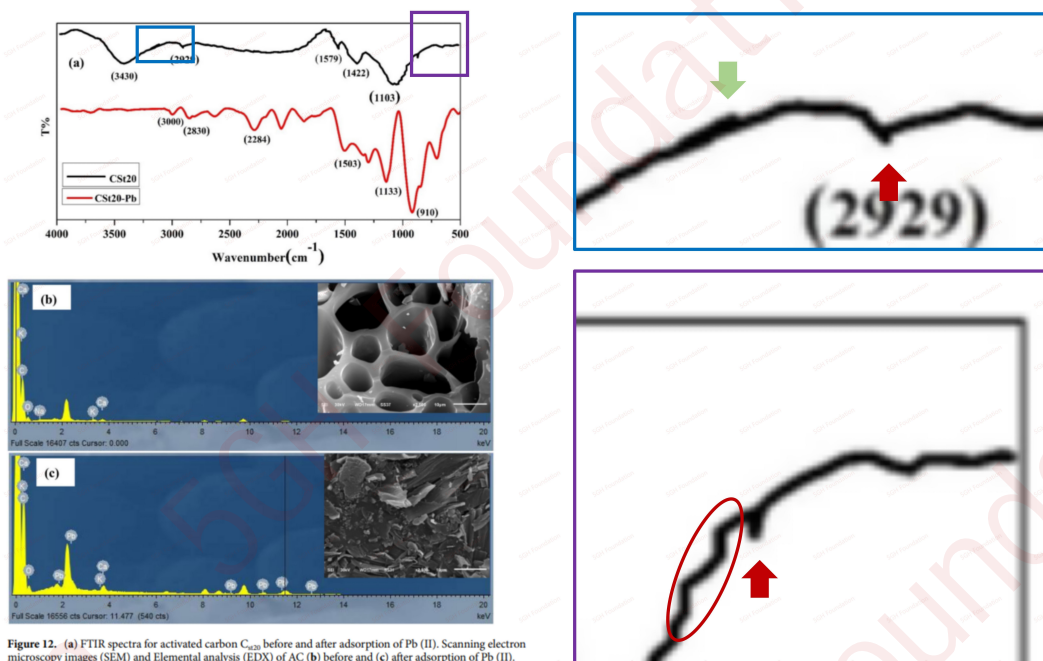 (a)
(3430)
(2929)
(1579)
(1422)
(1103)
(3000)
(2830)
(2284)
(1503)
(1133)
(910)
T%
CSt20
CSt20-Pb
4000 3500 3000 2500 2000 1500 1000 500
Wavenumber(cm-1)
(2929)
(b)
0 2 4 6 8 10 12 14 16 18 20
Full Scale 16407 cts Cursor: 0.000 keV
(c)
0 2 4 6 8 10 12 14 16 18 20
Full Scale 16556 cts Cursor: 11.477 (540 cts) keV
Figure 12. (a) FTIR spectra for activated carbon Cst20 before and after adsorption of Pb (II). Scanning electron
microscopy images (SEM) and Elemental analysis (EDX) of AC (b) before and (c) after adsorption of Pb (II).
5GH Foundation